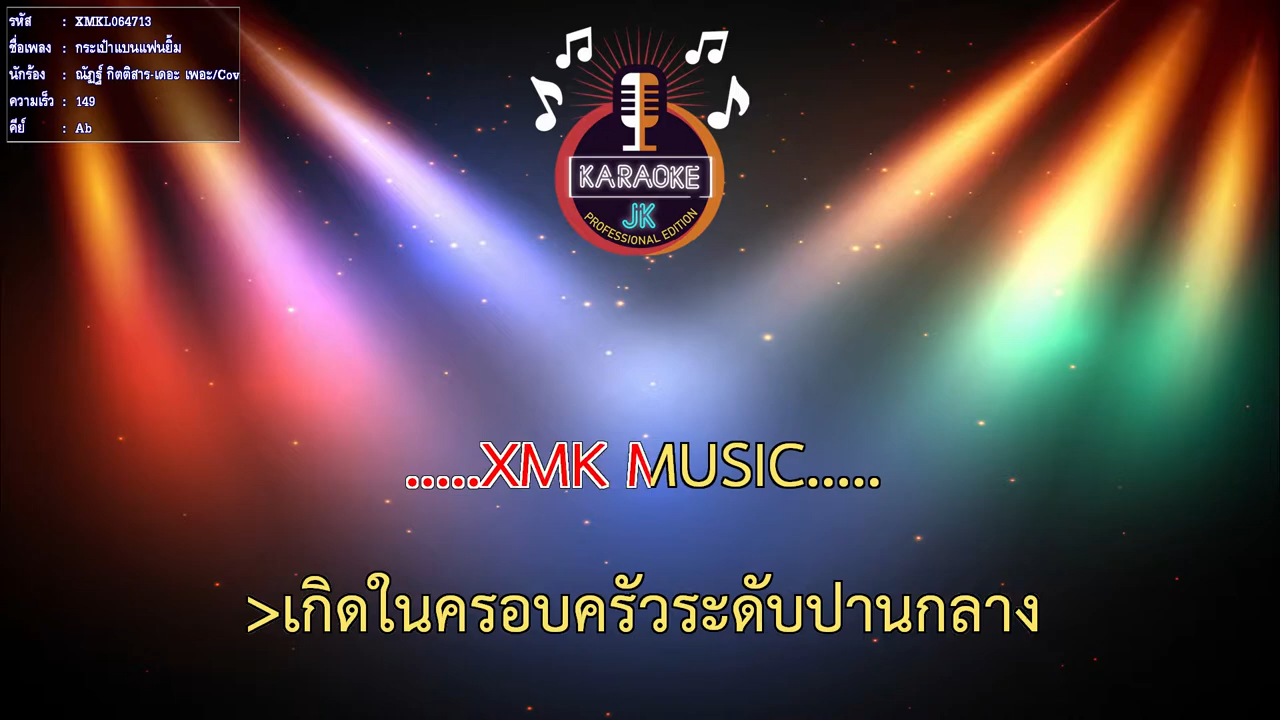 รหัส : XMKL064713
ชื่อเพลง : กระเป๋าแบนแฟนยิ้ม
นักร้อง : ณัฏฐ์ กิตติสาร-เดอะ เพอะ/Cov
ความเร็ว : 149
คีย์ : Ab
KARAOKE
JK
PROFESSIONAL EDITION
.....XMK MUSIC.....
>เกิดในครอบครัวระดับปานกลาง